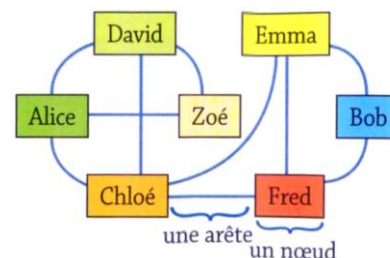 David
Emma
Alice
Zoé
Bob
Chloé
Fred
une arête
un nœud